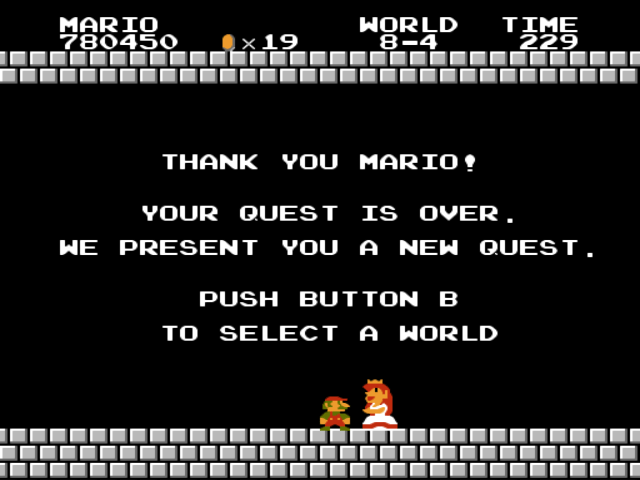 MARIO WORLD TIME
780450 ×19 8-4 229
THANK YOU MARIO!
YOUR QUEST IS OVER.
WE PRESENT YOU A NEW QUEST.
PUSH BUTTON B
TO SELECT A WORLD